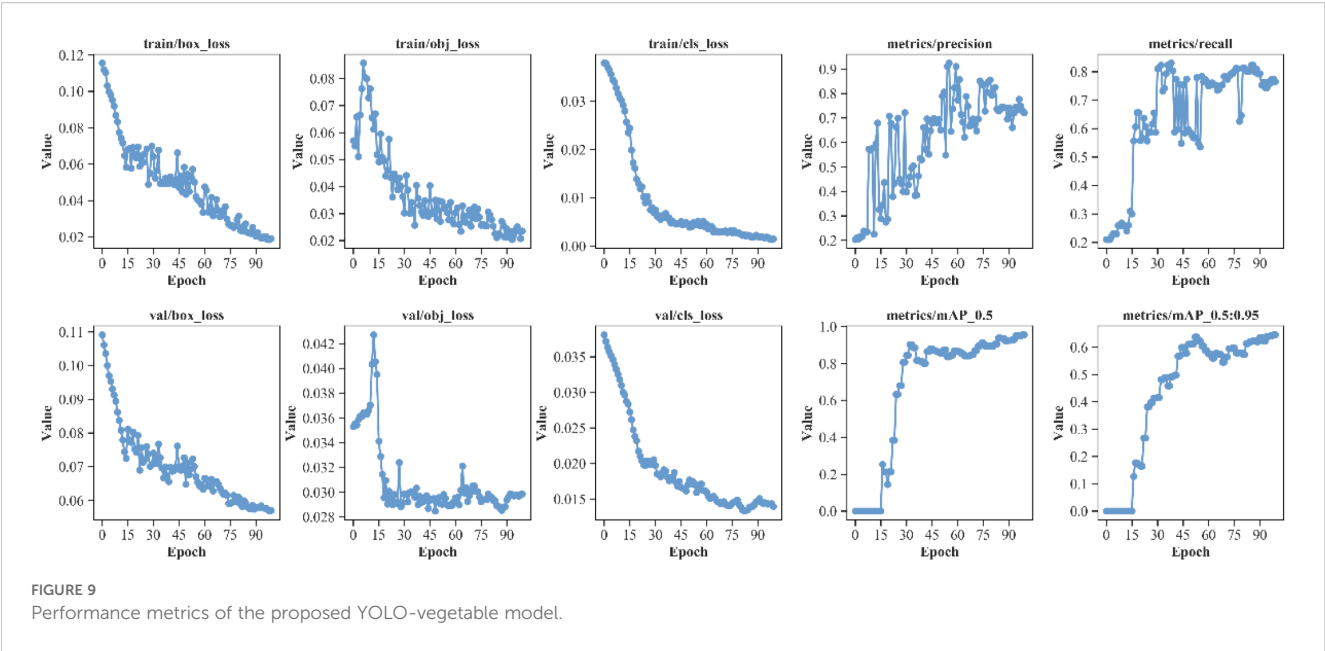 train/box_loss
train/obj_loss
train/cls_loss
metrics/precision
metrics/recall
0.12
0.10
0.08
0.06
0.04
0.02
Value
0 15 30 45 60 75 90
Epoch
0.08
0.07
0.06
0.05
0.04
0.03
0.02
Value
0 15 30 45 60 75 90
Epoch
0.03
0.02
0.01
0.00
Value
0 15 30 45 60 75 90
Epoch
0.9
0.8
0.7
0.6
0.5
0.4
0.3
0.2
Value
0 15 30 45 60 75 90
Epoch
0.8
0.7
0.6
0.5
0.4
0.3
0.2
Value
0 15 30 45 60 75 90
Epoch
val/box_loss
val/obj_loss
val/cls_loss
metrics/mAP_0.5
metrics/mAP_0.5:0.95
0.11
0.10
0.09
0.08
0.07
0.06
Value
0 15 30 45 60 75 90
Epoch
0.042
0.040
0.038
0.036
0.034
0.032
0.030
0.028
Value
0 15 30 45 60 75 90
Epoch
0.035
0.030
0.025
0.020
0.015
Value
0 15 30 45 60 75 90
Epoch
1.0
0.8
0.6
0.4
0.2
0.0
Value
0 15 30 45 60 75 90
Epoch
0.6
0.5
0.4
0.3
0.2
0.1
0.0
Value
0 15 30 45 60 75 90
Epoch
FIGURE 9
Performance metrics of the proposed YOLO-vegetable model.